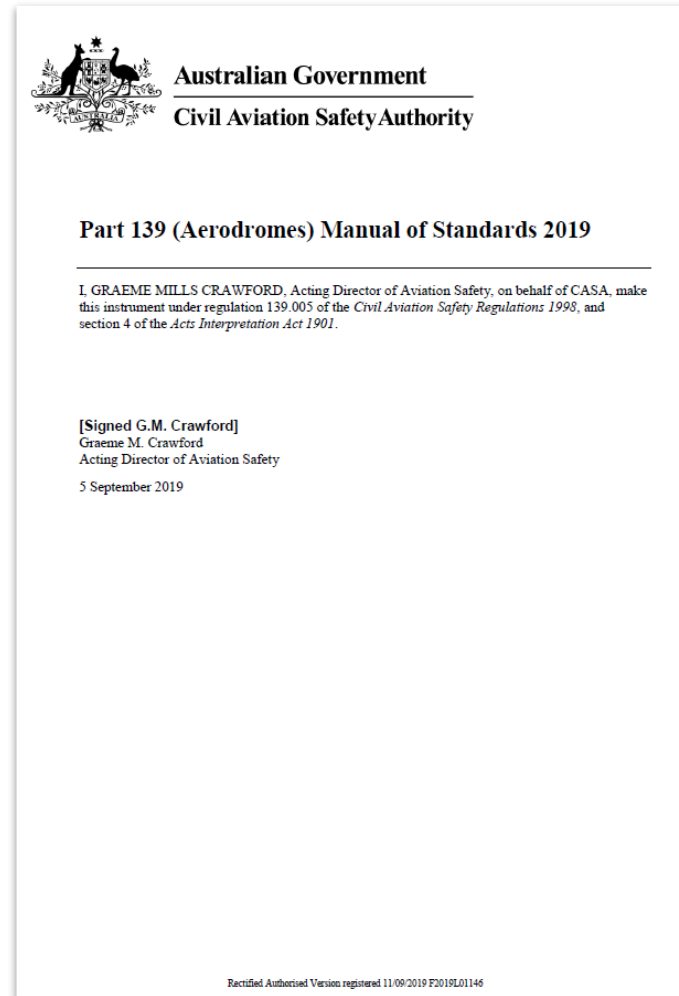 AUSTRALIA
Australian Government
Civil Aviation Safety Authority
Part 139 (Aerodromes) Manual of Standards 2019
I, GRAEME MILLS CRAWFORD, Acting Director of Aviation Safety, on behalf of CASA, make
this instrument under regulation 139.005 of the Civil Aviation Safety Regulations 1998, and
section 4 of the Acts Interpretation Act 1901.
[Signed G.M. Crawford]
Graeme M. Crawford
Acting Director of Aviation Safety
5 September 2019
Rectified Authorised Version registered 11/09/2019 F2019L01146